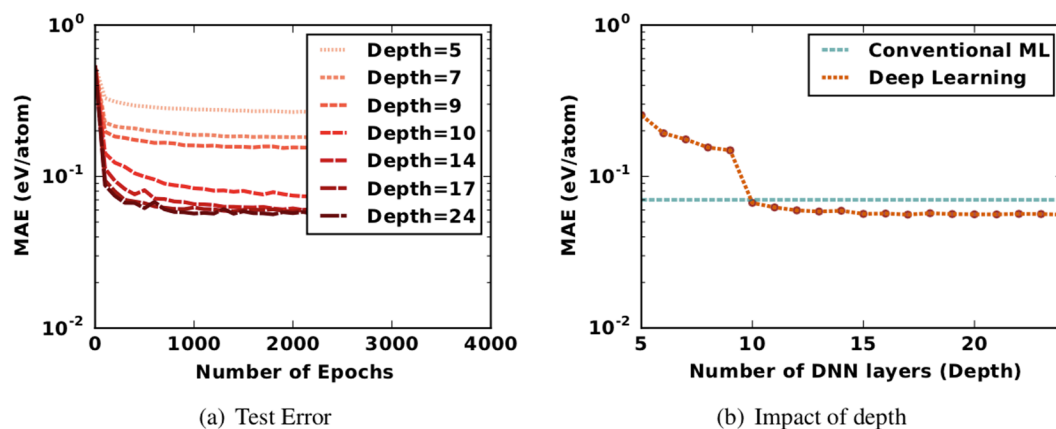 10^0
10^-1
10^-2
MAE (eV/atom)
Depth=5
Depth=7
Depth=9
Depth=10
Depth=14
Depth=17
Depth=24
0 1000 2000 3000 4000
Number of Epochs
(a) Test Error
10^0
10^-1
10^-2
MAE (eV/atom)
Conventional ML
Deep Learning
5 10 15 20
Number of DNN layers (Depth)
(b) Impact of depth